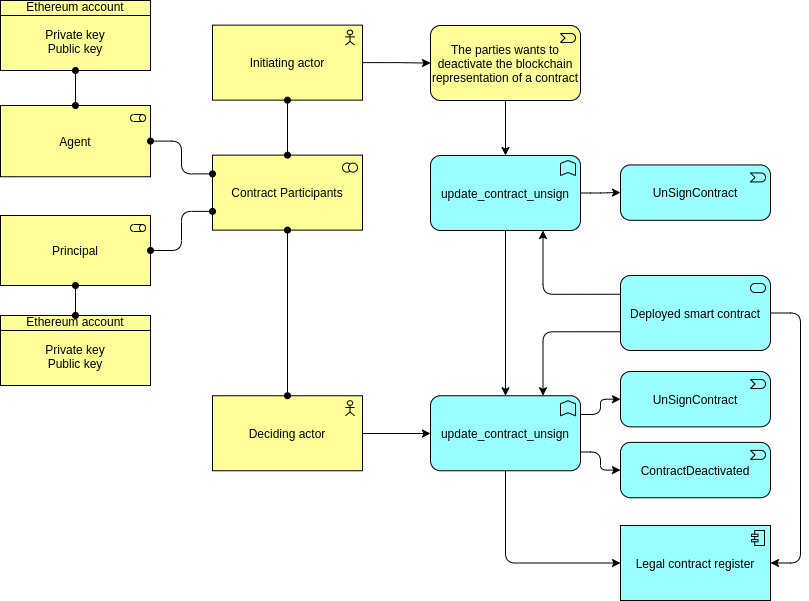 Ethereum account
Private key
Public key
Initiating actor
The parties wants to
deactivate the blockchain
representation of a contract
Agent
Contract Participants
update_contract_unsign
UnSignContract
Principal
Deployed smart contract
Ethereum account
Private key
Public key
Deciding actor
update_contract_unsign
UnSignContract
ContractDeactivated
Legal contract register